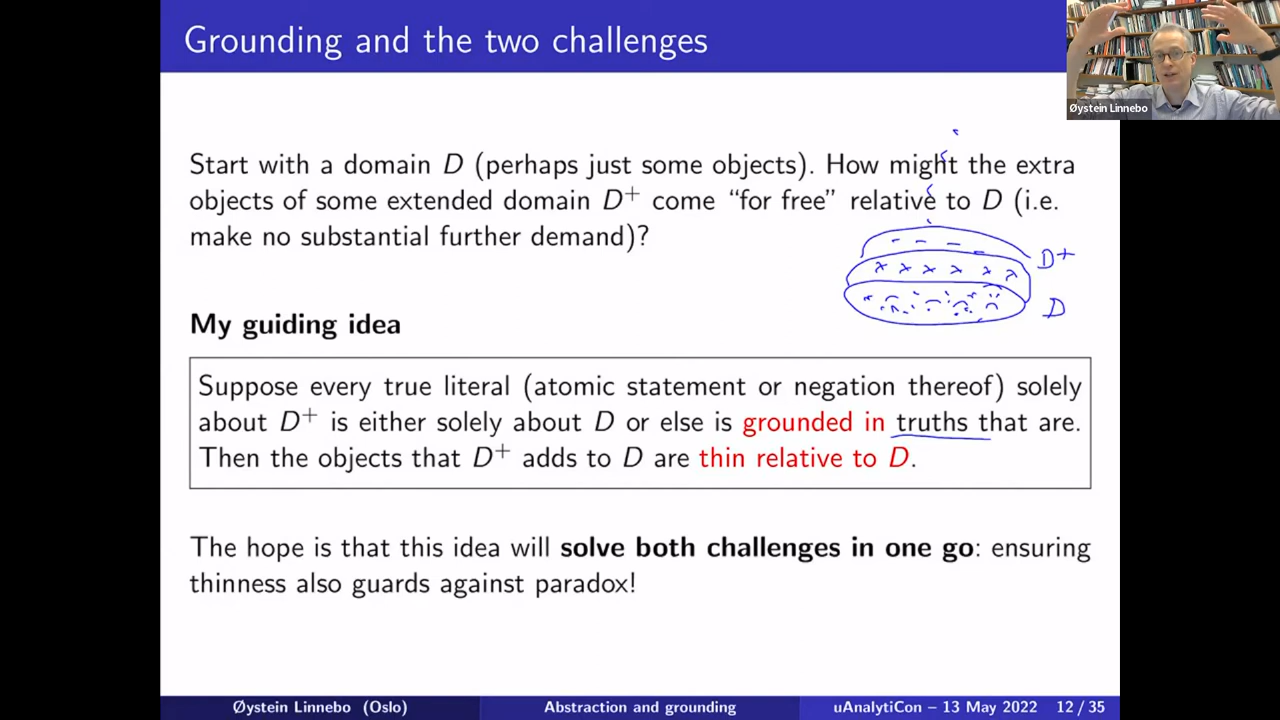 Grounding and the two challenges
Øystein Linnebo
Start with a domain D (perhaps just some objects). How might the extra
objects of some extended domain D⁺ come “for free” relative to D (i.e.
make no substantial further demand)?
D+
D
My guiding idea
Suppose every true literal (atomic statement or negation thereof) solely
about D⁺ is either solely about D or else is grounded in truths that are.
Then the objects that D⁺ adds to D are thin relative to D.
The hope is that this idea will solve both challenges in one go: ensuring
thinness also guards against paradox!
Øystein Linnebo (Oslo) Abstraction and grounding uAnalytiCon – 13 May 2022 12 / 35